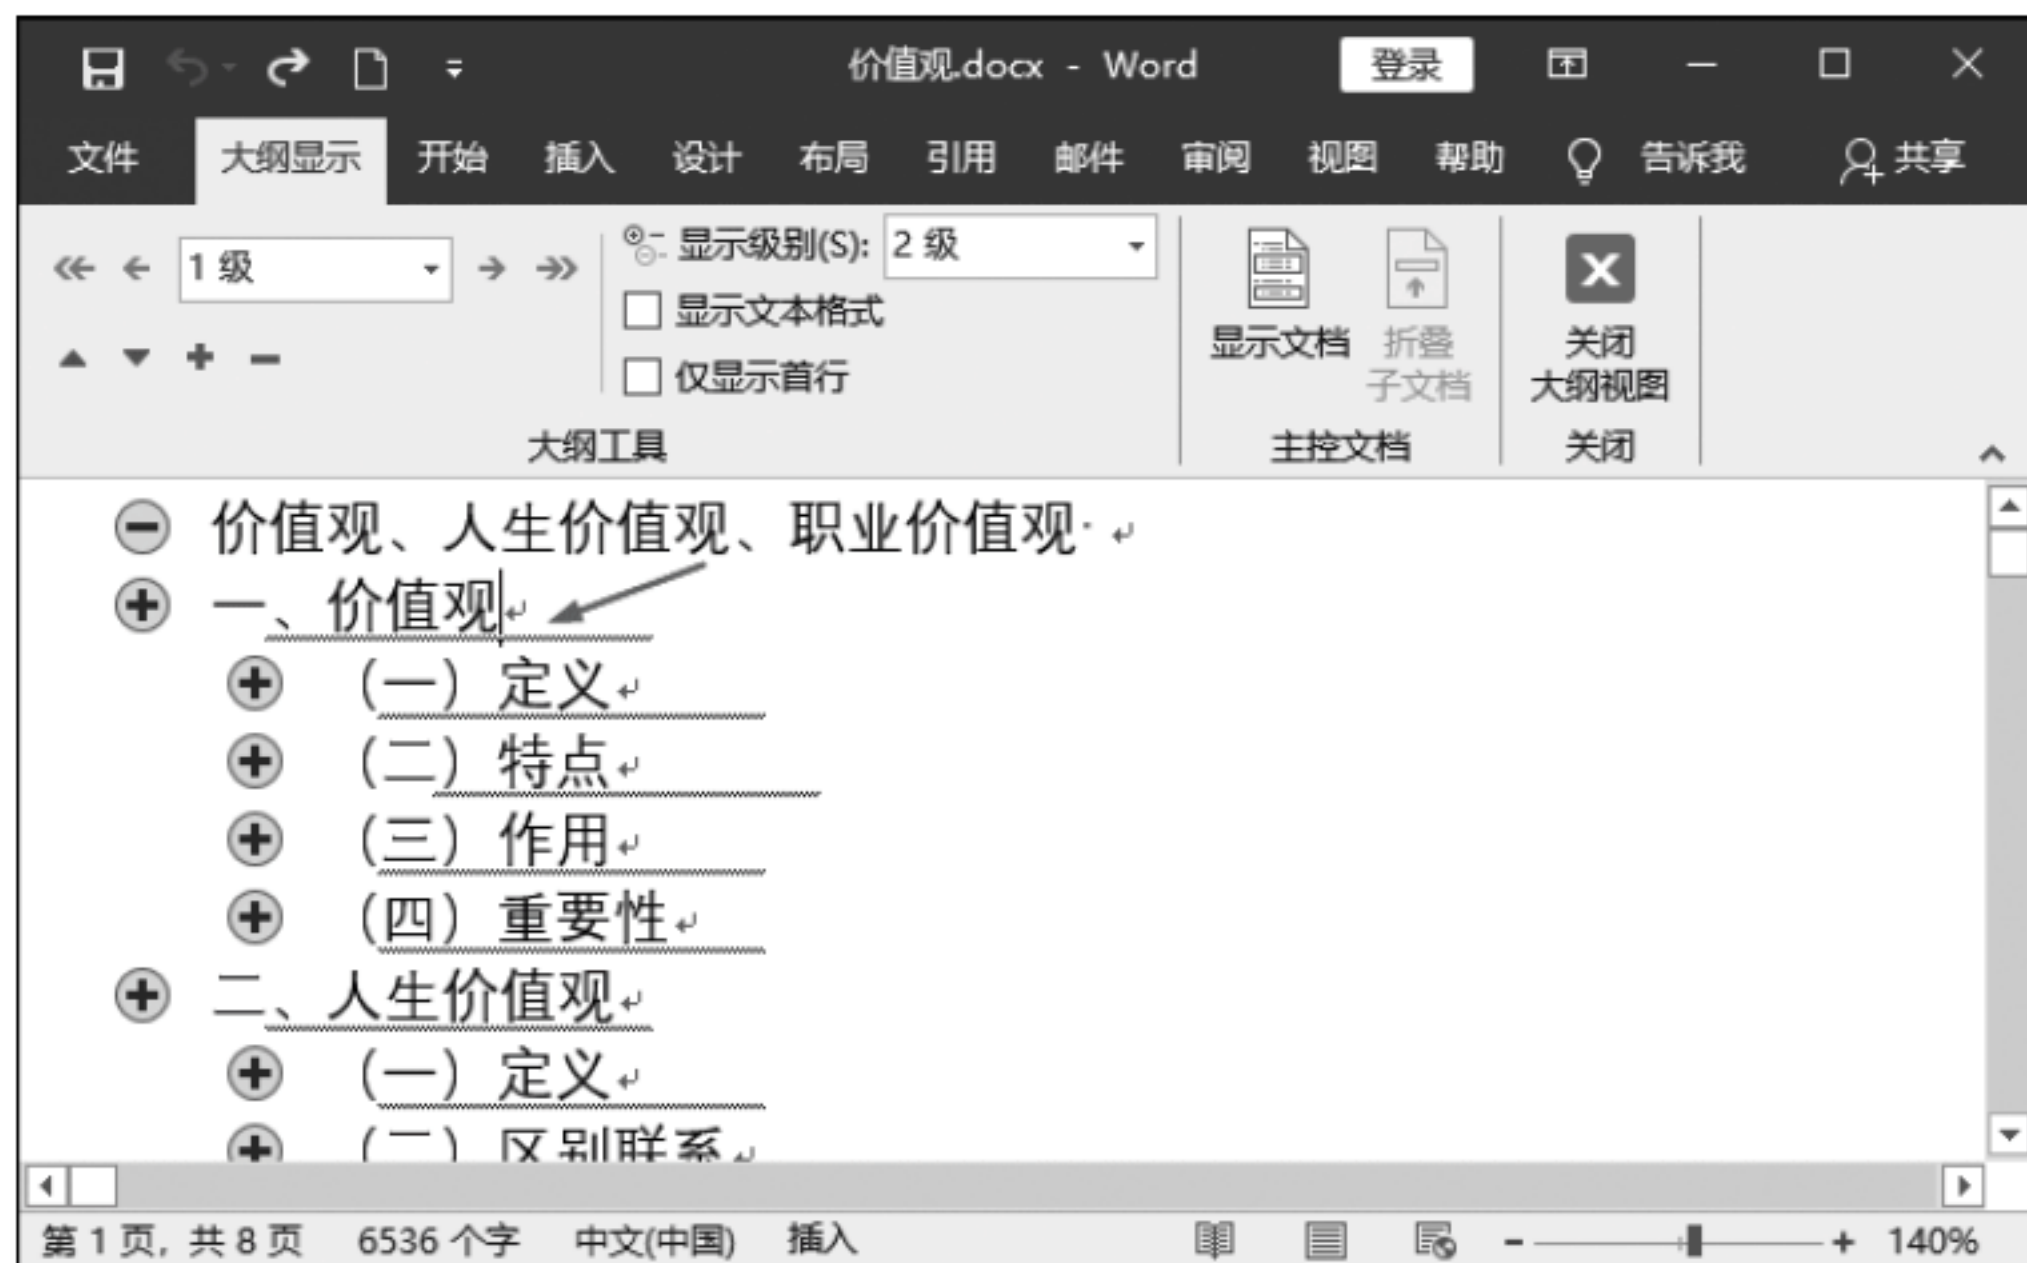 价值观.docx - Word 登录
文件 大纲显示 开始 插入 设计 布局 引用 邮件 审阅 视图 帮助 告诉我 共享
1 级 显示级别(S): 2 级
显示文本格式
仅显示首行
显示文档 折叠 子文档 关闭 大纲视图
大纲工具 主控文档 关闭
价值观、人生价值观、职业价值观
一、价值观
（一）定义
（二）特点
（三）作用
（四）重要性
二、人生价值观
（一）定义
（二）区别联系
第 1 页, 共 8 页 6536 个字 中文(中国) 插入 140%